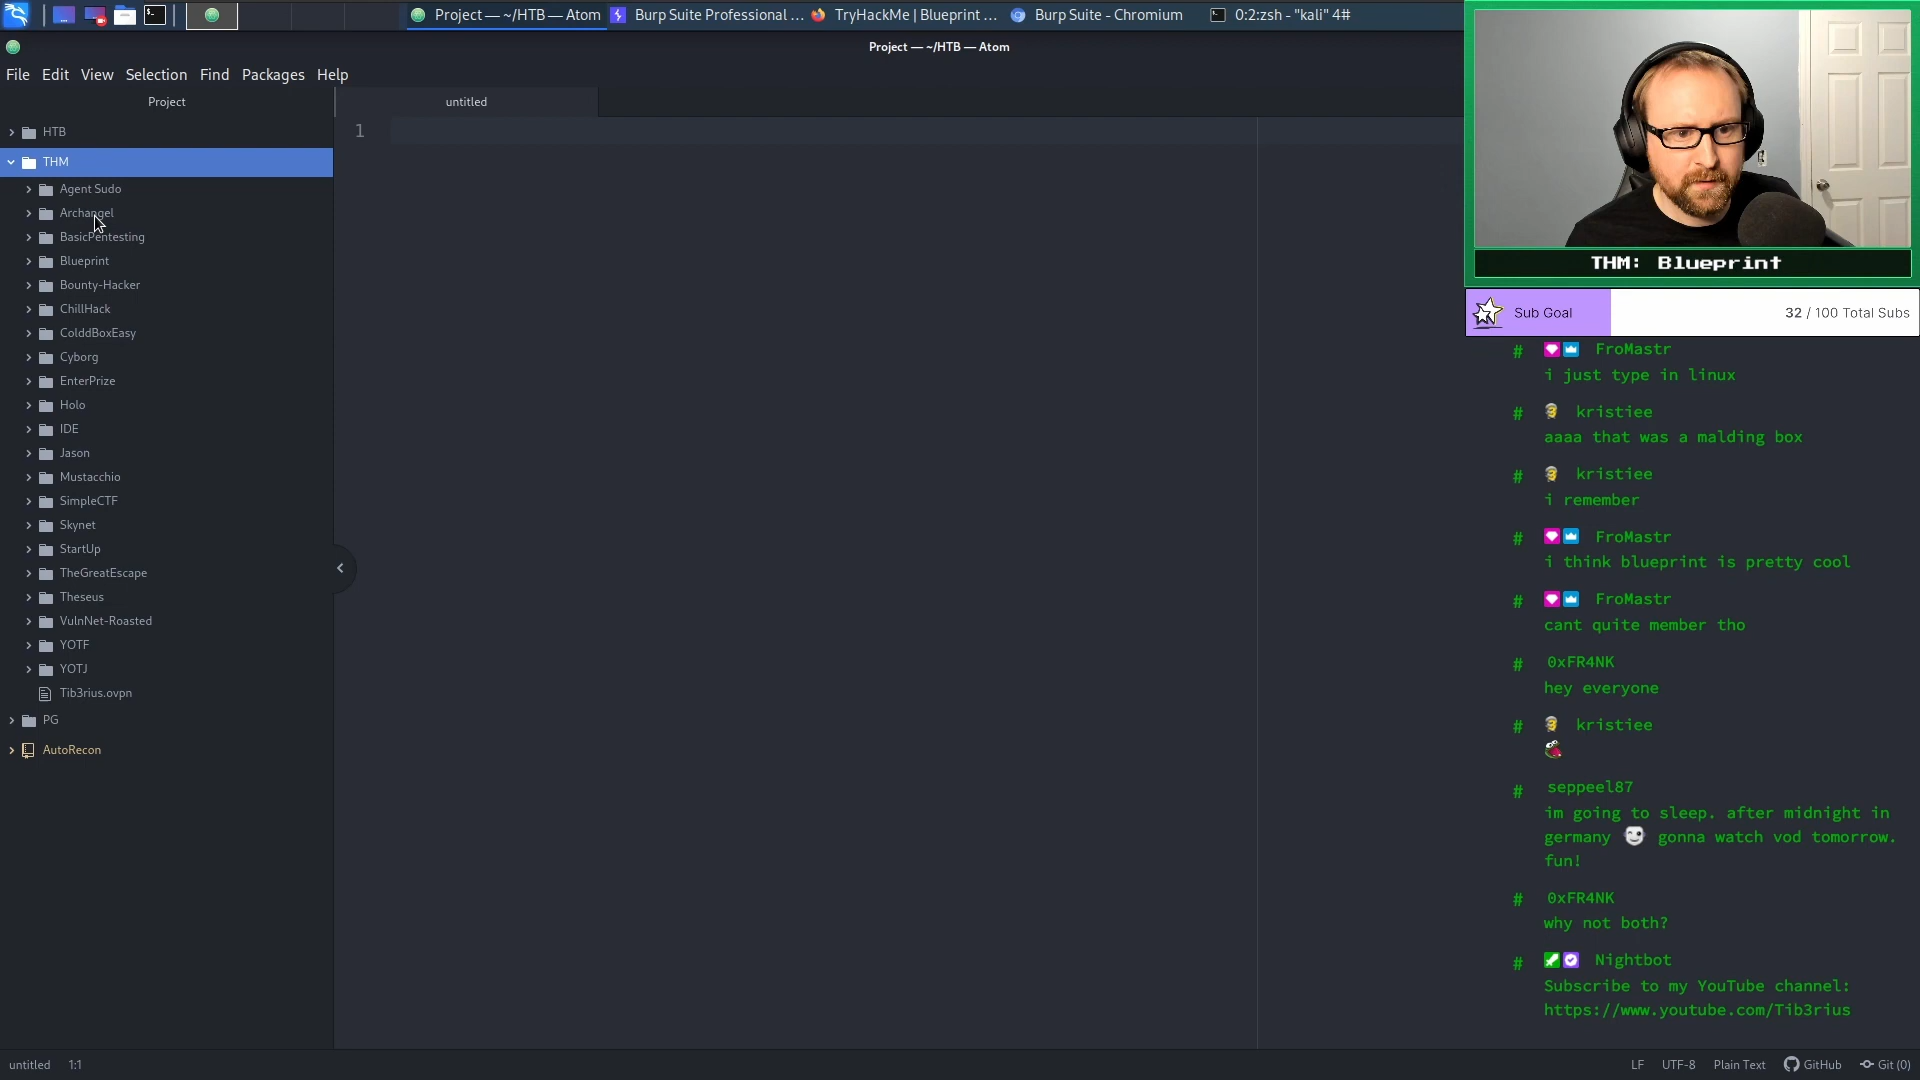 Project — ~/HTB — Atom
Burp Suite Professional ...
TryHackMe | Blueprint ...
Burp Suite - Chromium
0:2:zsh - "kali" 4#
Project — ~/HTB — Atom
File Edit View Selection Find Packages Help
Project
untitled
HTB
THM
Agent Sudo
Archangel
BasicPentesting
Blueprint
Bounty-Hacker
ChillHack
ColddBoxEasy
Cyborg
EnterPrize
Holo
IDE
Jason
Mustacchio
SimpleCTF
Skynet
StartUp
TheGreatEscape
Theseus
VulnNet-Roasted
YOTF
YOTJ
Tib3rius.ovpn
PG
AutoRecon
1
THM: Blueprint
Sub Goal
32 / 100 Total Subs
# FroMastr
i just type in linux
# kristiee
aaaa that was a malding box
# kristiee
i remember
# FroMastr
i think blueprint is pretty cool
# FroMastr
cant quite member tho
# 0xFR4NK
hey everyone
# kristiee
# seppeel87
im going to sleep. after midnight in
germany gonna watch vod tomorrow.
fun!
# 0xFR4NK
why not both?
# Nightbot
Subscribe to my YouTube channel:
https://www.youtube.com/Tib3rius
untitled 1:1
LF UTF-8 Plain Text GitHub Git (0)